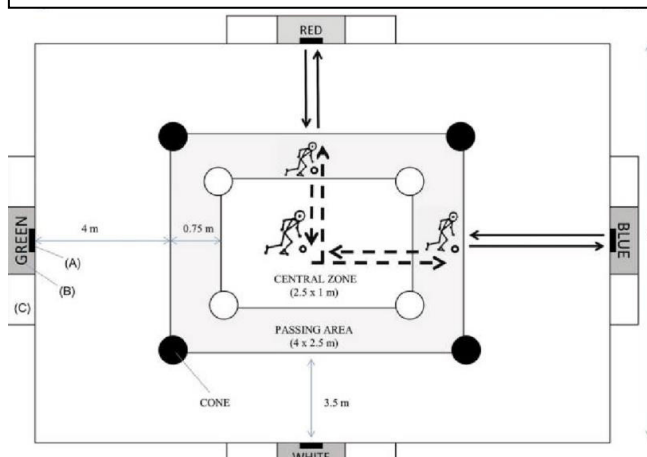 RED
GREEN
4 m
0.75 m
BLUE
(A)
(B)
(C)
CENTRAL ZONE
(2.5 x 1 m)
PASSING AREA
(4 x 2.5 m)
CONE
3.5 m
WHITE